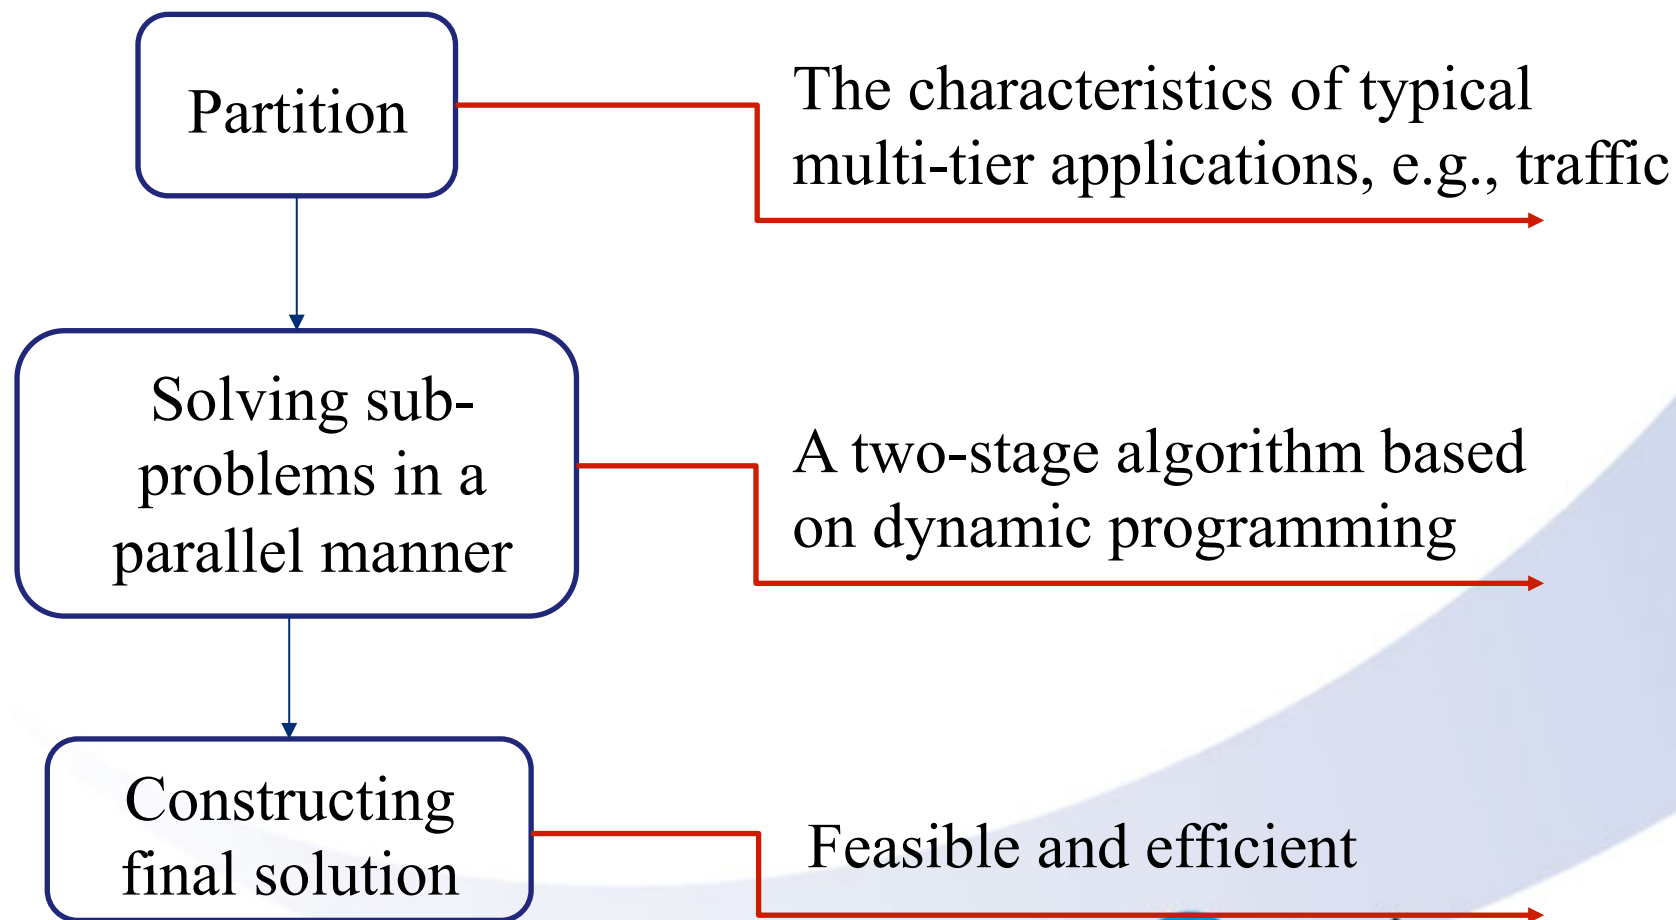 Partition
The characteristics of typical
multi-tier applications, e.g., traffic
Solving sub-
problems in a
parallel manner
A two-stage algorithm based
on dynamic programming
Constructing
final solution
Feasible and efficient